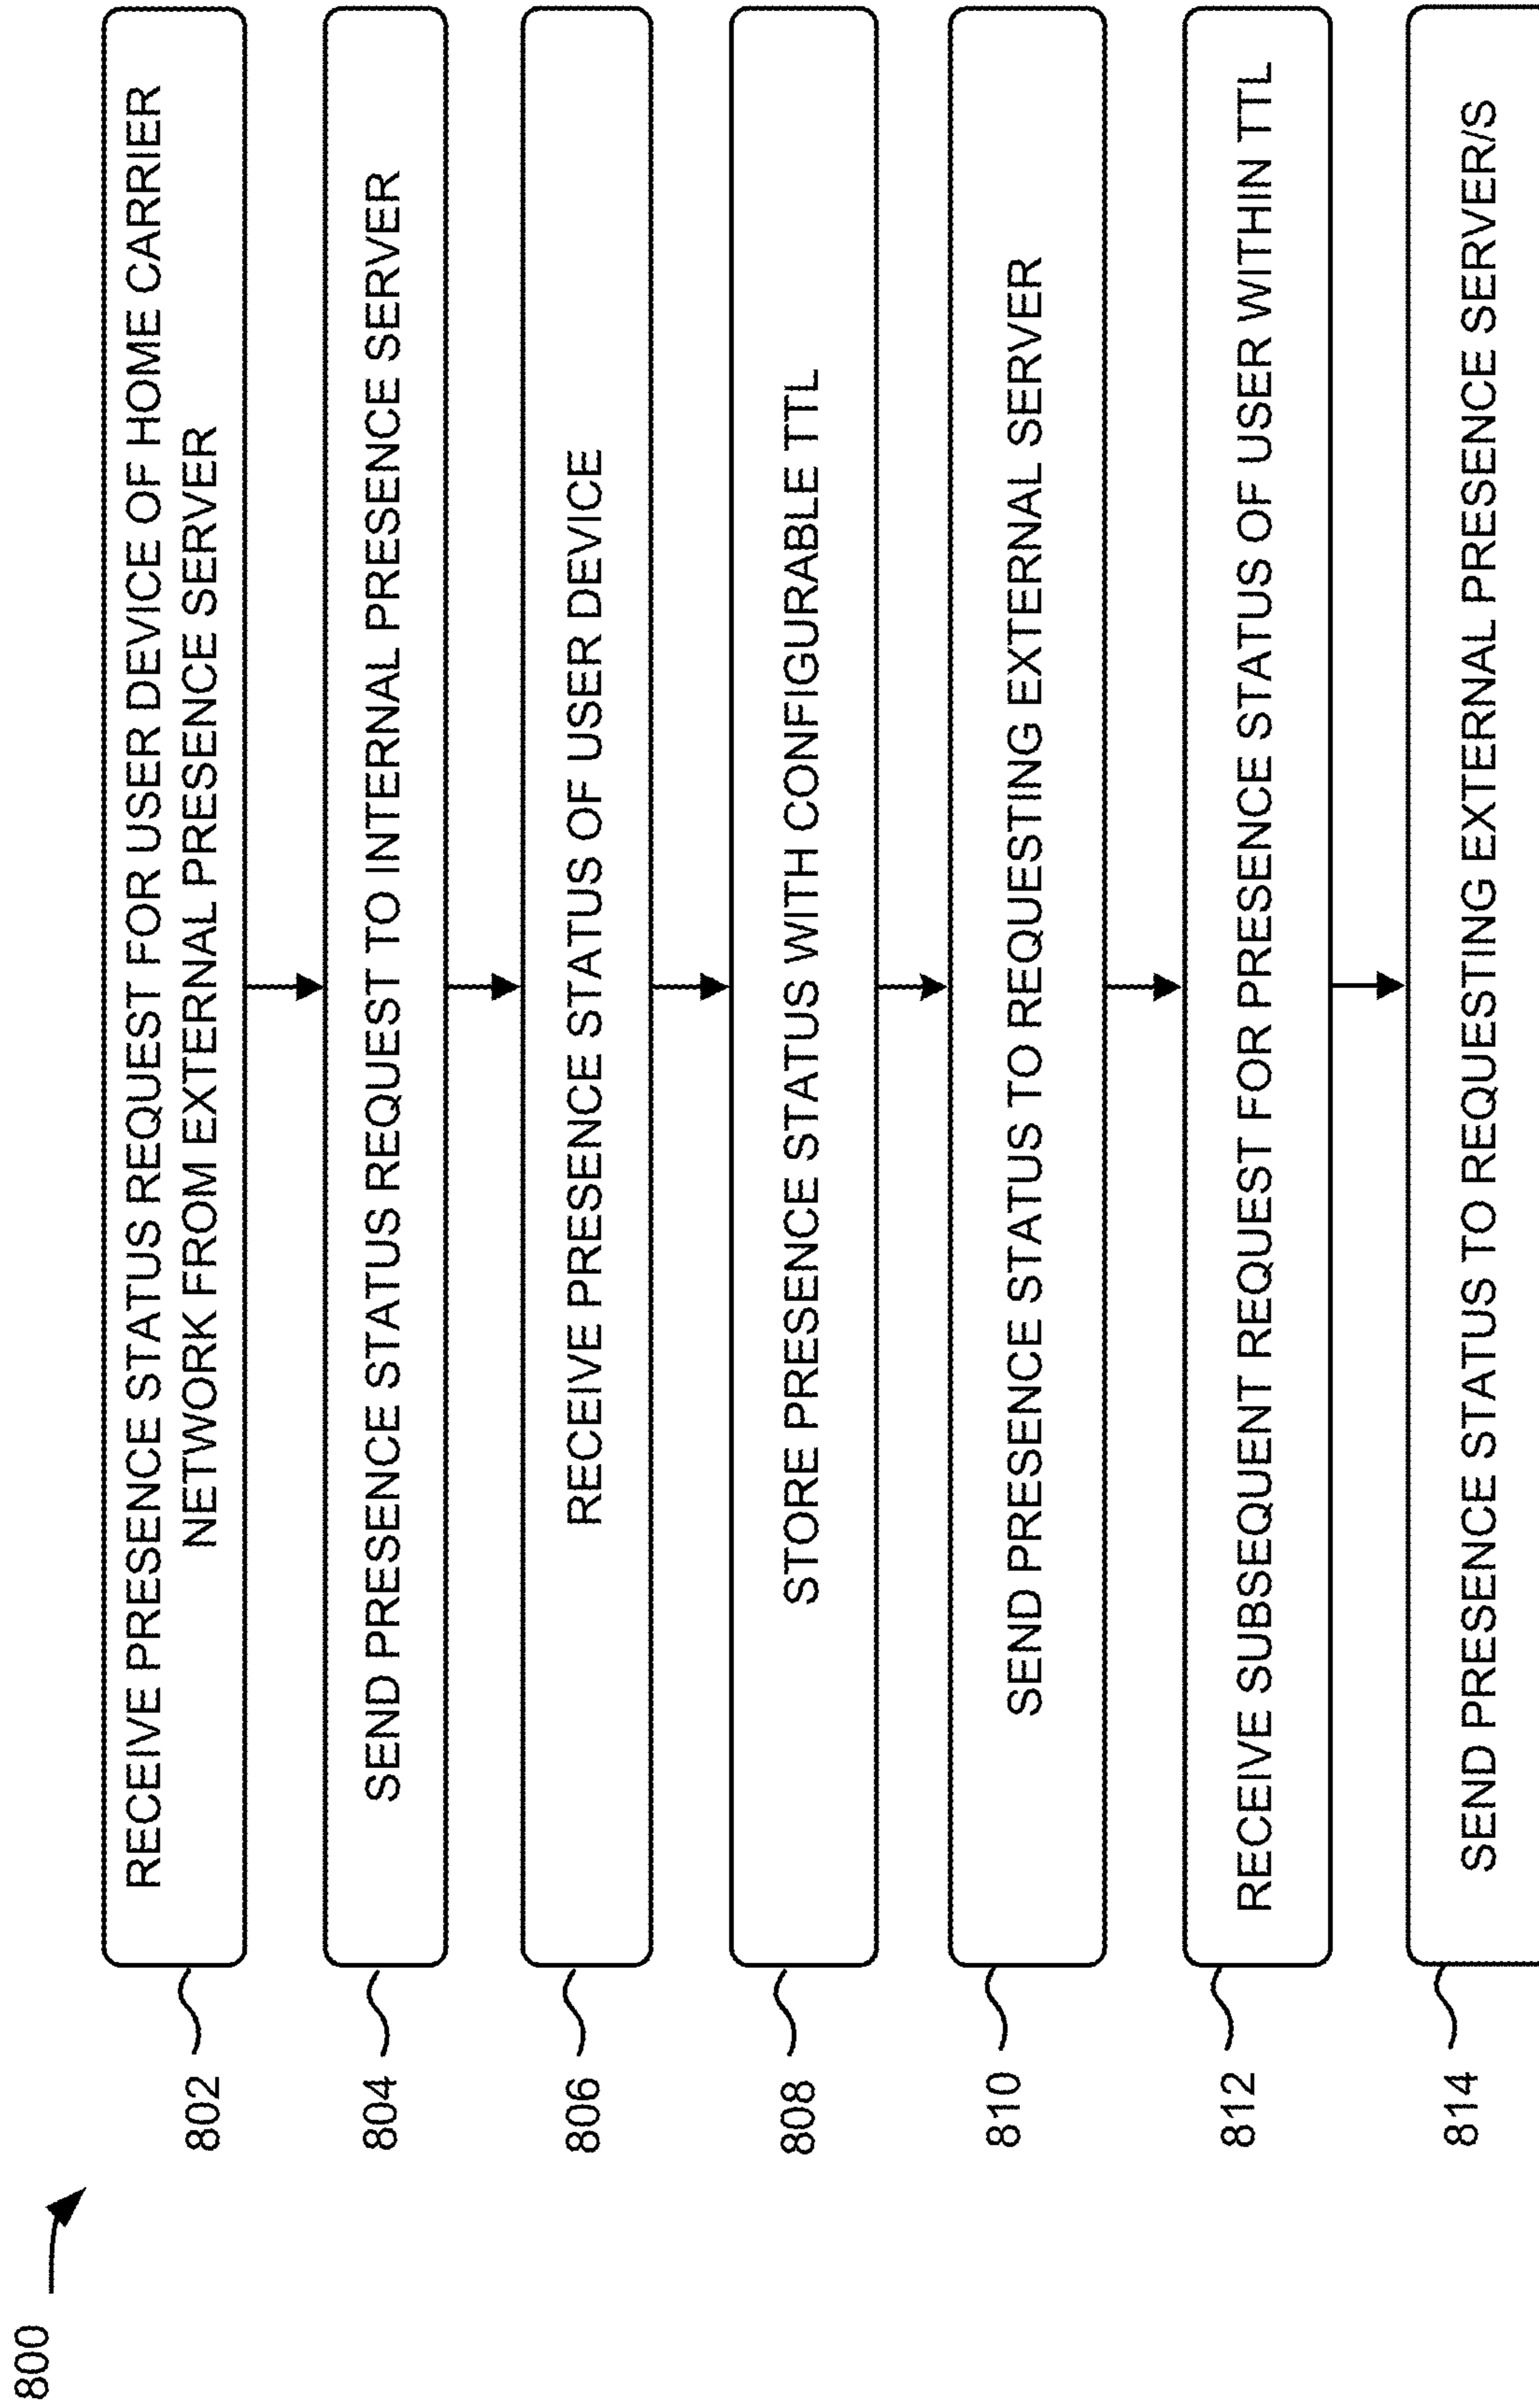 800
802
RECEIVE PRESENCE STATUS REQUEST FOR USER DEVICE OF HOME CARRIER
NETWORK FROM EXTERNAL PRESENCE SERVER
804
SEND PRESENCE STATUS REQUEST TO INTERNAL PRESENCE SERVER
806
RECEIVE PRESENCE STATUS OF USER DEVICE
808
STORE PRESENCE STATUS WITH CONFIGURABLE TTL
810
SEND PRESENCE STATUS TO REQUESTING EXTERNAL SERVER
812
RECEIVE SUBSEQUENT REQUEST FOR PRESENCE STATUS OF USER WITHIN TTL
814
SEND PRESENCE STATUS TO REQUESTING EXTERNAL PRESENCE SERVER/S